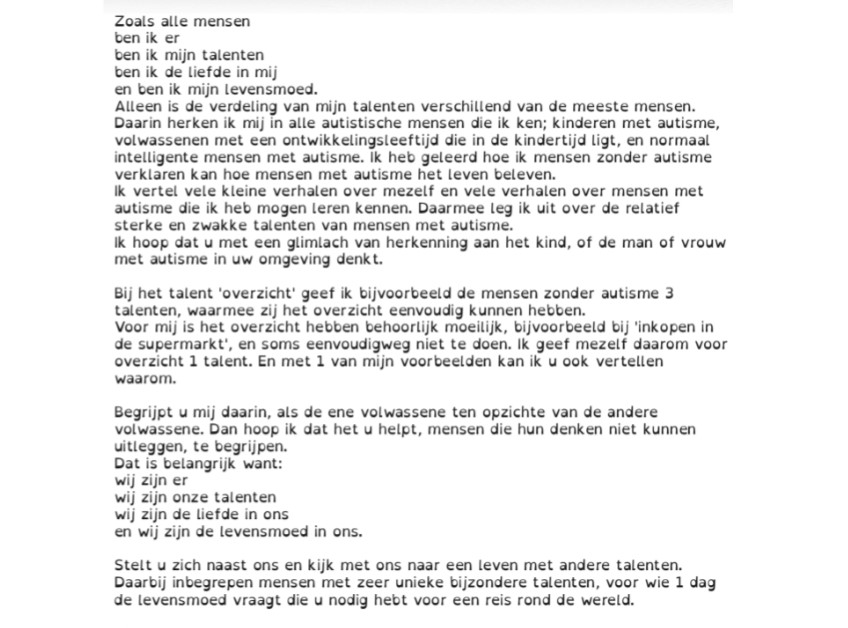 Zoals alle mensen
ben ik er
ben ik mijn talenten
ben ik de liefde in mij
en ben ik mijn levensmoed.
Alleen is de verdeling van mijn talenten verschillend van de meeste mensen.
Daarin herken ik mij in alle autistische mensen die ik ken; kinderen met autisme,
volwassenen met een ontwikkelingsleeftijd die in de kindertijd ligt, en normaal
intelligente mensen met autisme. Ik heb geleerd hoe ik mensen zonder autisme
verklaren kan hoe mensen met autisme het leven beleven.
Ik vertel vele kleine verhalen over mezelf en vele verhalen over mensen met
autisme die ik heb mogen leren kennen. Daarmee leg ik uit over de relatief
sterke en zwakke talenten van mensen met autisme.
Ik hoop dat u met een glimlach van herkenning aan het kind, of de man of vrouw
met autisme in uw omgeving denkt.
Bij het talent 'overzicht' geef ik bijvoorbeeld de mensen zonder autisme 3
talenten, waarmee zij het overzicht eenvoudig kunnen hebben.
Voor mij is het overzicht hebben behoorlijk moeilijk, bijvoorbeeld bij 'inkopen in
de supermarkt', en soms eenvoudigweg niet te doen. Ik geef mezelf daarom voor
overzicht 1 talent. En met 1 van mijn voorbeelden kan ik u ook vertellen
waarom.
Begrijpt u mij daarin, als de ene volwassene ten opzichte van de andere
volwassene. Dan hoop ik dat het u helpt, mensen die hun denken niet kunnen
uitleggen, te begrijpen.
Dat is belangrijk want:
wij zijn er
wij zijn onze talenten
wij zijn de liefde in ons
en wij zijn de levensmoed in ons.
Stelt u zich naast ons en kijk met ons naar een leven met andere talenten.
Daarbij inbegrepen mensen met zeer unieke bijzondere talenten, voor wie 1 dag
de levensmoed vraagt die u nodig hebt voor een reis rond de wereld.